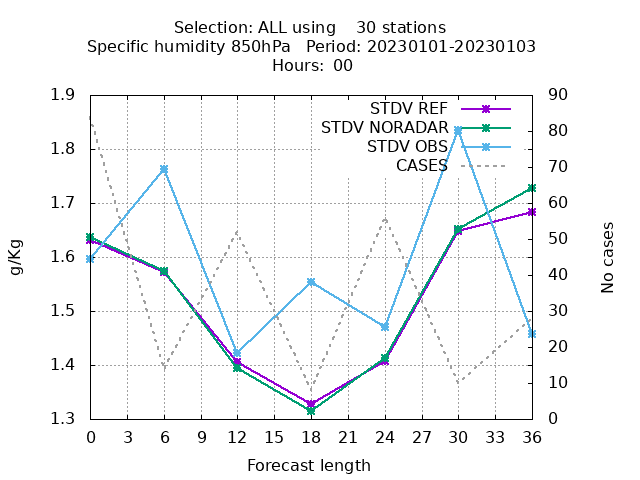 Selection: ALL using    30 stations
Specific humidity 850hPa   Period: 20230101-20230103
Hours:  00
1.9
1.8
1.7
1.6
1.5
1.4
1.3
g/Kg
STDV REF
STDV NORADAR
STDV OBS
CASES
90
80
70
60
50
40
30
20
10
0
No cases
0 3 6 9 12 15 18 21 24 27 30 33 36
Forecast length